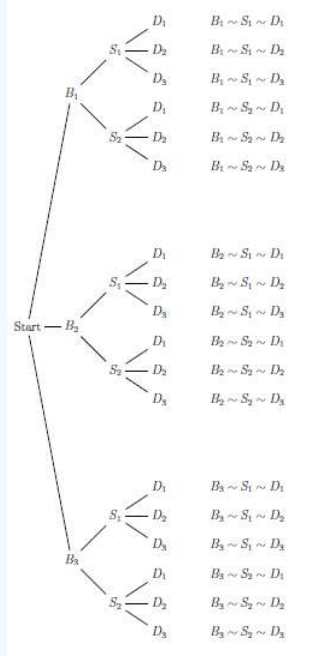 D₁ B₁ ~ S₁ ~ D₁
S₁ D₂ B₁ ~ S₁ ~ D₂
D₃ B₁ ~ S₁ ~ D₃
B₁
D₁ B₁ ~ S₂ ~ D₁
S₂ D₂ B₁ ~ S₂ ~ D₂
D₃ B₁ ~ S₂ ~ D₃
D₁ B₂ ~ S₁ ~ D₁
S₁ D₂ B₂ ~ S₁ ~ D₂
D₃ B₂ ~ S₁ ~ D₃
Start B₂
D₁ B₂ ~ S₂ ~ D₁
S₂ D₂ B₂ ~ S₂ ~ D₂
D₃ B₂ ~ S₂ ~ D₃
D₁ B₃ ~ S₁ ~ D₁
S₁ D₂ B₃ ~ S₁ ~ D₂
D₃ B₃ ~ S₁ ~ D₃
B₃
D₁ B₃ ~ S₂ ~ D₁
S₂ D₂ B₃ ~ S₂ ~ D₂
D₃ B₃ ~ S₂ ~ D₃